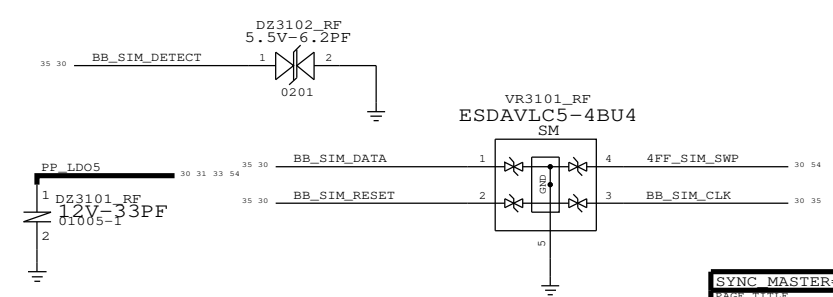 DZ3102_RF
5.5V-6.2PF
35 30 BB_SIM_DETECT 1 2
0201
VR3101_RF
ESDAVLC5-4BU4
SM
PP_LDO5 30 31 33 54
35 30 BB_SIM_DATA 1 4 4FF_SIM_SWP 30 54
GND
1 DZ3101_RF
12V-33PF
01005-1
2
35 30 BB_SIM_RESET 2 3 BB_SIM_CLK 30 35
5
SYNC_MASTER=
PAGE TITLE